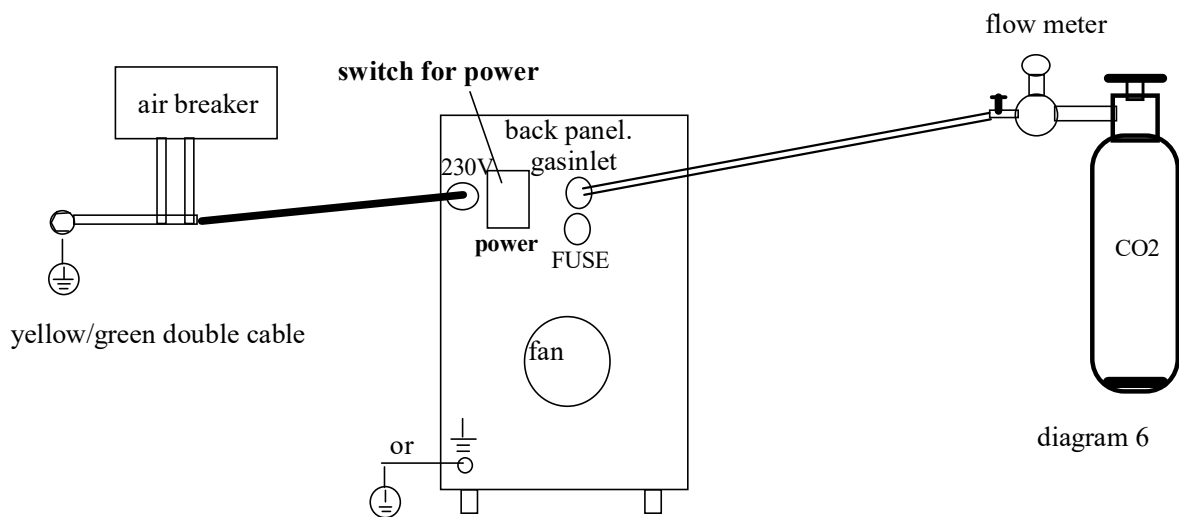 flow meter
switch for power
air breaker
back panel.
gasinlet
230V
power
FUSE
CO2
yellow/green double cable
fan
or
diagram 6